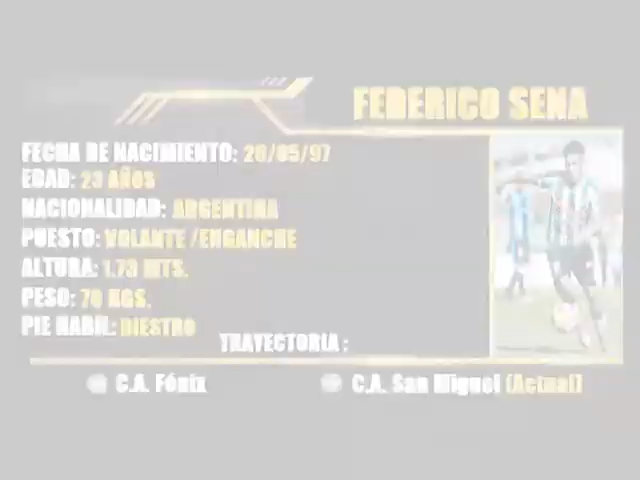 FEDERICO SENA
FECHA DE NACIMIENTO: 20/05/97
EDAD: 23 AÑOS
NACIONALIDAD: ARGENTINA
PUESTO: VOLANTE /ENGANCHE
ALTURA: 1.73 MTS.
PESO: 70 KGS.
PIE HABIL: DIESTRO
TRAYECTORIA :
C.A. Fénix
C.A. San Miguel (Actual)